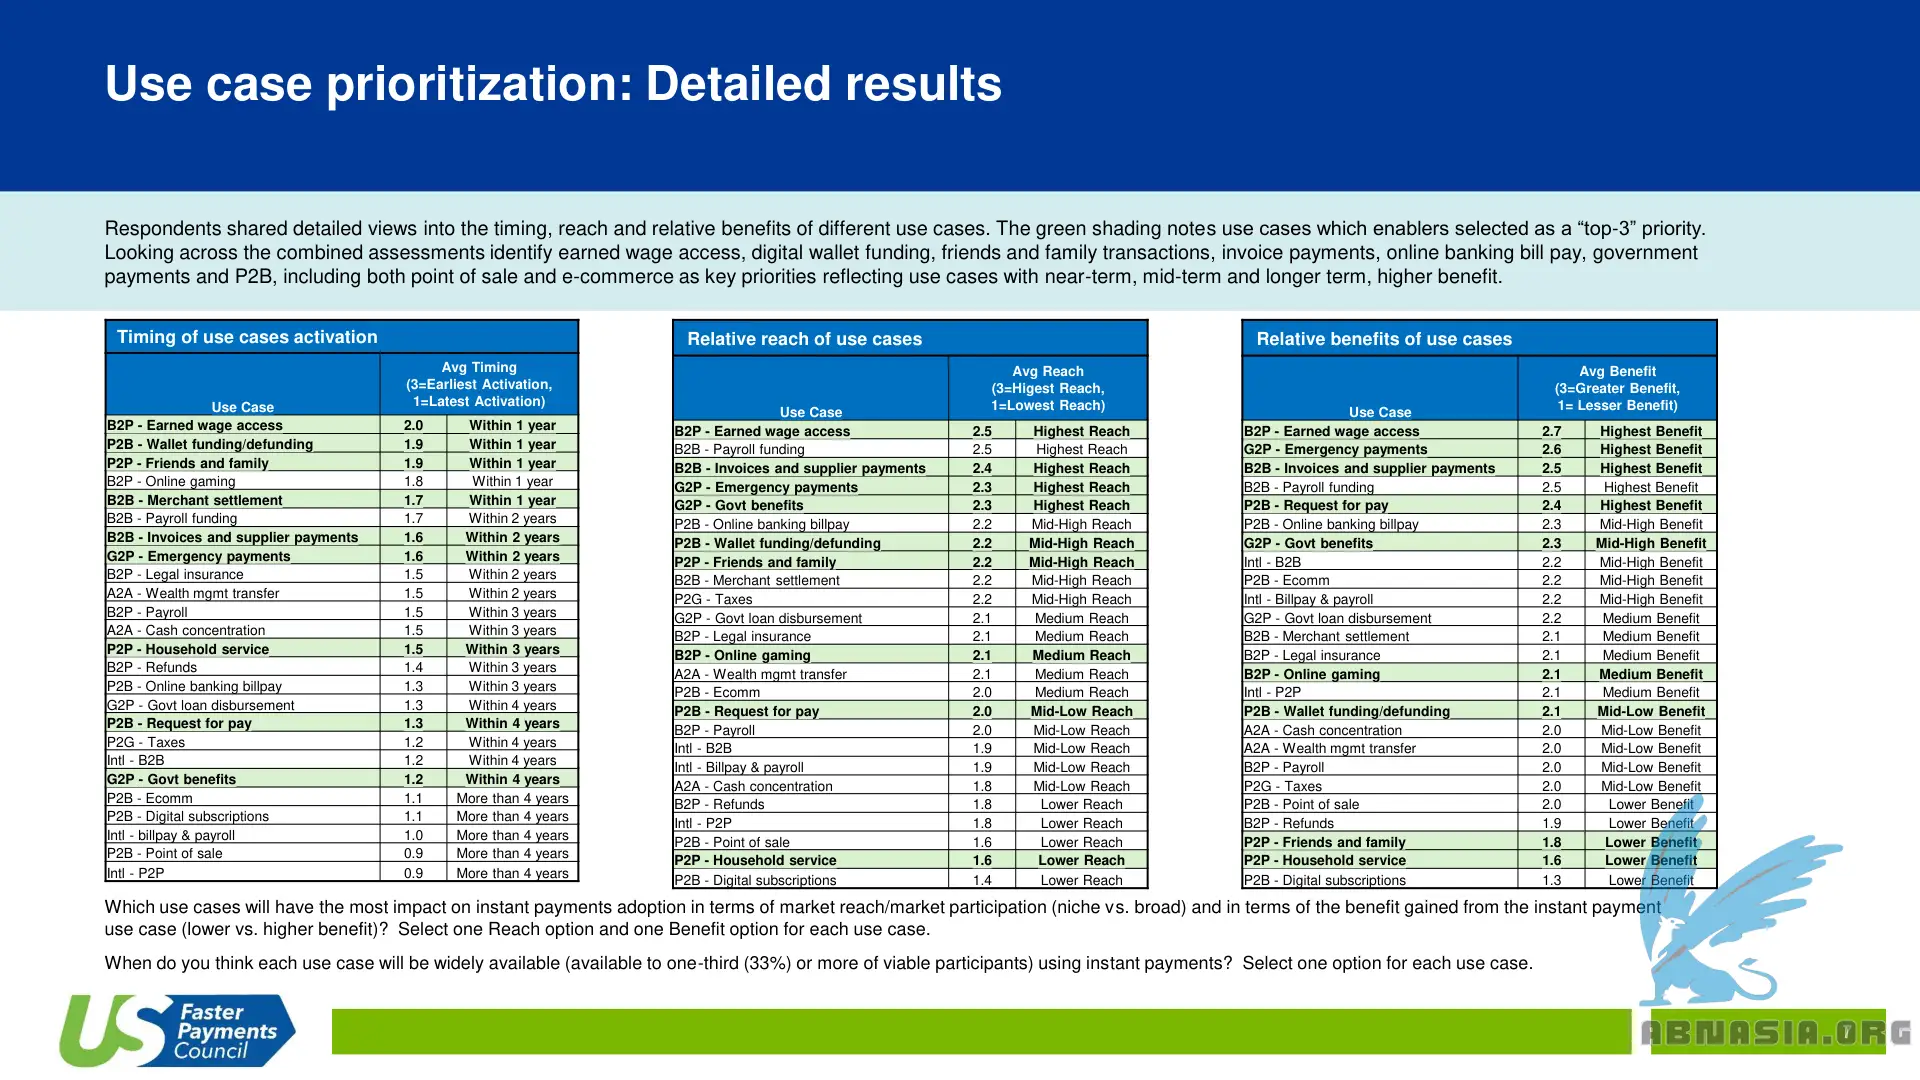 Use case prioritization: Detailed results
Respondents shared detailed views into the timing, reach and relative benefits of different use cases. The green shading notes use cases which enablers selected as a “top-3” priority.
Looking across the combined assessments identify earned wage access, digital wallet funding, friends and family transactions, invoice payments, online banking bill pay, government
payments and P2B, including both point of sale and e-commerce as key priorities reflecting use cases with near-term, mid-term and longer term, higher benefit.
Timing of use cases activation
Use Case
Avg Timing
(3=Earliest Activation,
1=Latest Activation)
B2P - Earned wage access 2.0 Within 1 year
P2B - Wallet funding/defunding 1.9 Within 1 year
P2P - Friends and family 1.9 Within 1 year
B2P - Online gaming 1.8 Within 1 year
B2B - Merchant settlement 1.7 Within 1 year
B2B - Payroll funding 1.7 Within 2 years
B2B - Invoices and supplier payments 1.6 Within 2 years
G2P - Emergency payments 1.6 Within 2 years
B2P - Legal insurance 1.5 Within 2 years
A2A - Wealth mgmt transfer 1.5 Within 2 years
B2P - Payroll 1.5 Within 3 years
A2A - Cash concentration 1.5 Within 3 years
P2P - Household service 1.5 Within 3 years
B2P - Refunds 1.4 Within 3 years
P2B - Online banking billpay 1.3 Within 3 years
G2P - Govt loan disbursement 1.3 Within 4 years
P2B - Request for pay 1.3 Within 4 years
P2G - Taxes 1.2 Within 4 years
Intl - B2B 1.2 Within 4 years
G2P - Govt benefits 1.2 Within 4 years
P2B - Ecomm 1.1 More than 4 years
P2B - Digital subscriptions 1.1 More than 4 years
Intl - billpay & payroll 1.0 More than 4 years
P2B - Point of sale 0.9 More than 4 years
Intl - P2P 0.9 More than 4 years
Relative reach of use cases
Use Case
Avg Reach
(3=Higest Reach,
1=Lowest Reach)
B2P - Earned wage access 2.5 Highest Reach
B2B - Payroll funding 2.5 Highest Reach
B2B - Invoices and supplier payments 2.4 Highest Reach
G2P - Emergency payments 2.3 Highest Reach
G2P - Govt benefits 2.3 Highest Reach
P2B - Online banking billpay 2.2 Mid-High Reach
P2B - Wallet funding/defunding 2.2 Mid-High Reach
P2P - Friends and family 2.2 Mid-High Reach
B2B - Merchant settlement 2.2 Mid-High Reach
P2G - Taxes 2.2 Mid-High Reach
G2P - Govt loan disbursement 2.1 Medium Reach
B2P - Legal insurance 2.1 Medium Reach
B2P - Online gaming 2.1 Medium Reach
A2A - Wealth mgmt transfer 2.1 Medium Reach
P2B - Ecomm 2.0 Medium Reach
P2B - Request for pay 2.0 Mid-Low Reach
B2P - Payroll 2.0 Mid-Low Reach
Intl - B2B 1.9 Mid-Low Reach
Intl - Billpay & payroll 1.9 Mid-Low Reach
A2A - Cash concentration 1.8 Mid-Low Reach
B2P - Refunds 1.8 Lower Reach
Intl - P2P 1.8 Lower Reach
P2B - Point of sale 1.6 Lower Reach
P2P - Household service 1.6 Lower Reach
P2B - Digital subscriptions 1.4 Lower Reach
Relative benefits of use cases
Use Case
Avg Benefit
(3=Greater Benefit,
1= Lesser Benefit)
B2P - Earned wage access 2.7 Highest Benefit
G2P - Emergency payments 2.6 Highest Benefit
B2B - Invoices and supplier payments 2.5 Highest Benefit
B2B - Payroll funding 2.5 Highest Benefit
P2B - Request for pay 2.4 Highest Benefit
P2B - Online banking billpay 2.3 Mid-High Benefit
G2P - Govt benefits 2.3 Mid-High Benefit
Intl - B2B 2.2 Mid-High Benefit
P2B - Ecomm 2.2 Mid-High Benefit
Intl - Billpay & payroll 2.2 Mid-High Benefit
G2P - Govt loan disbursement 2.2 Medium Benefit
B2B - Merchant settlement 2.1 Medium Benefit
B2P - Legal insurance 2.1 Medium Benefit
B2P - Online gaming 2.1 Medium Benefit
Intl - P2P 2.1 Medium Benefit
P2B - Wallet funding/defunding 2.1 Mid-Low Benefit
A2A - Cash concentration 2.0 Mid-Low Benefit
A2A - Wealth mgmt transfer 2.0 Mid-Low Benefit
B2P - Payroll 2.0 Mid-Low Benefit
P2G - Taxes 2.0 Mid-Low Benefit
P2B - Point of sale 2.0 Lower Benefit
B2P - Refunds 1.9 Lower Benefit
P2P - Friends and family 1.8 Lower Benefit
P2P - Household service 1.6 Lower Benefit
P2B - Digital subscriptions 1.3 Lower Benefit
Which use cases will have the most impact on instant payments adoption in terms of market reach/market participation (niche vs. broad) and in terms of the benefit gained from the instant payment
use case (lower vs. higher benefit)? Select one Reach option and one Benefit option for each use case.
When do you think each use case will be widely available (available to one-third (33%) or more of viable participants) using instant payments? Select one option for each use case.
US Faster
Payments
Council
7
ABNASIA.ORG